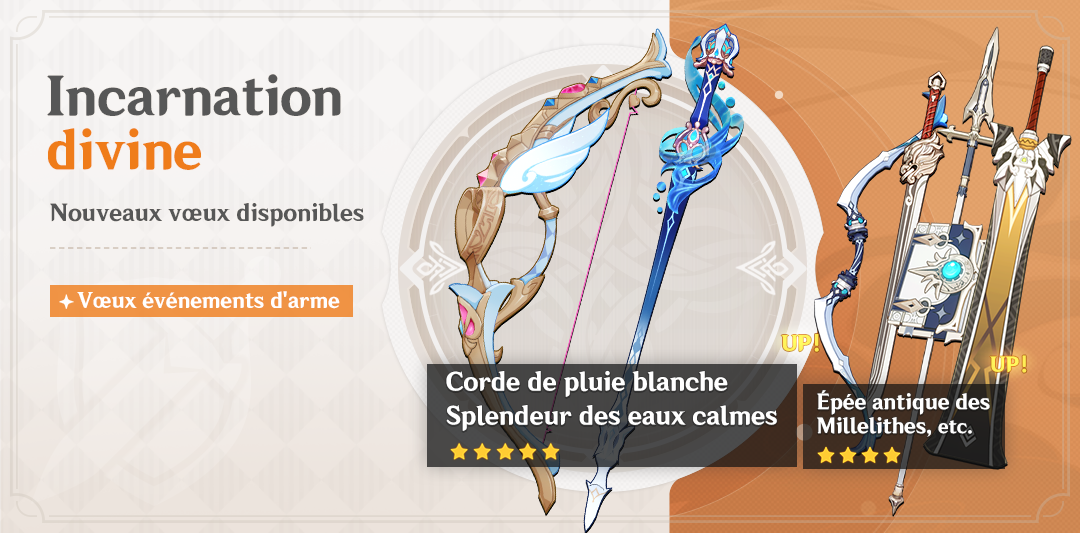 Incarnation
divine
Nouveaux vœux disponibles
Vœux événements d'arme
UP!
UP!
Corde de pluie blanche
Splendeur des eaux calmes
Épée antique des
Millelithes, etc.